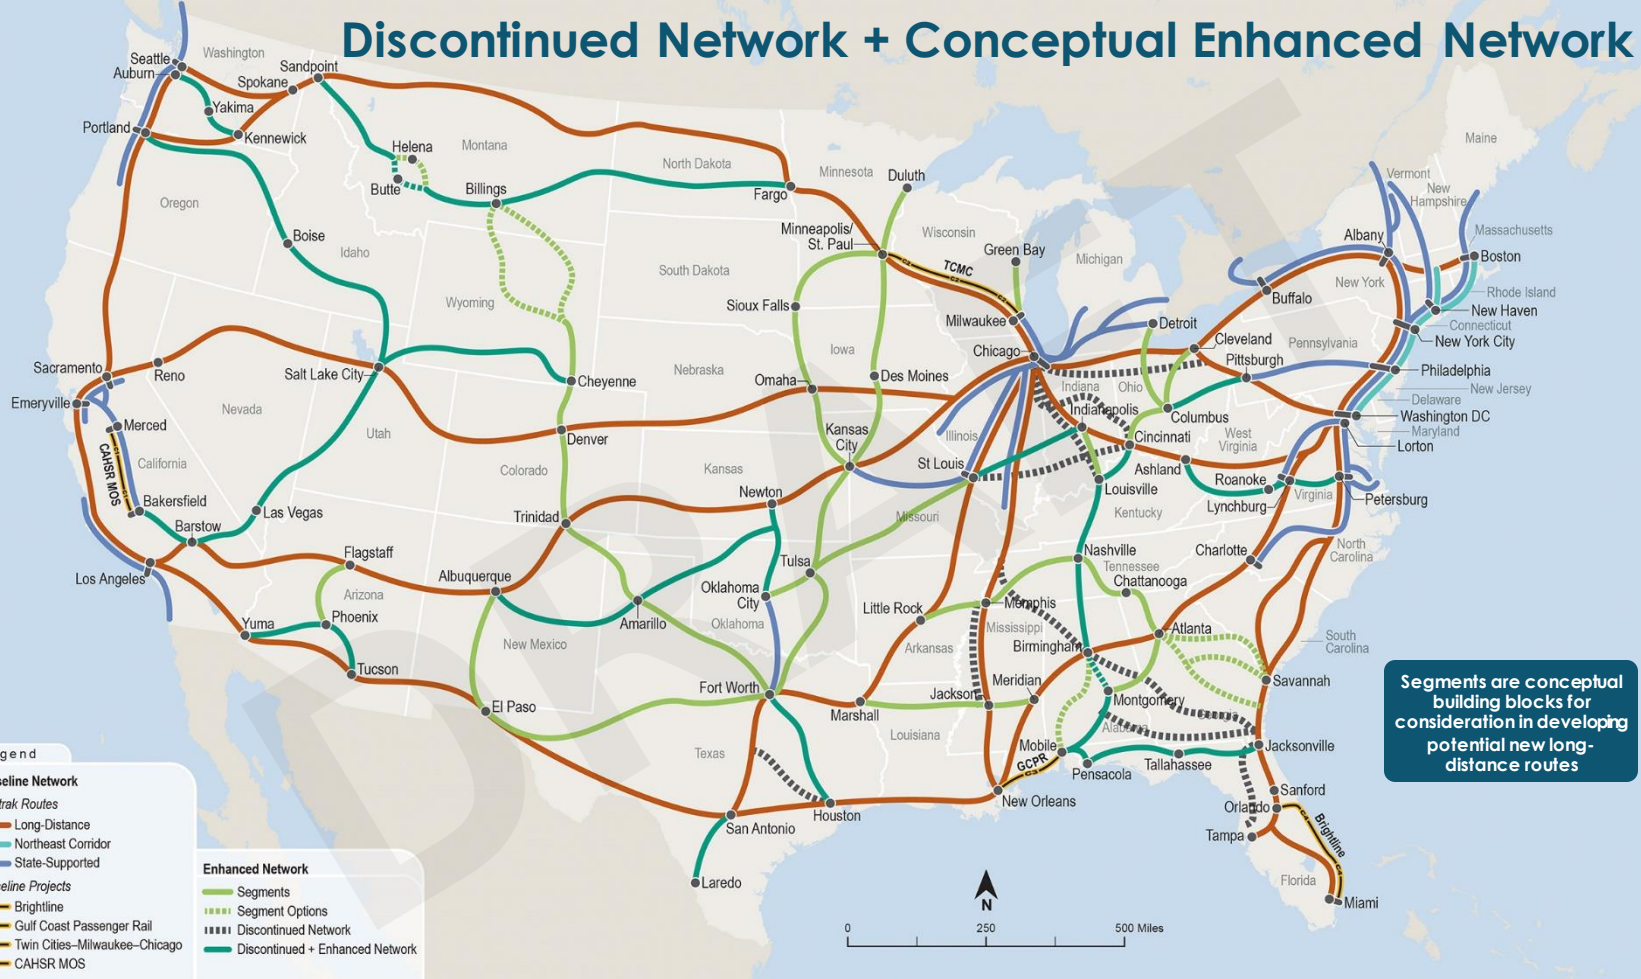 Discontinued Network + Conceptual Enhanced Network
Seattle
Auburn
Washington
Spokane
Sandpoint
Yakima
Portland
Kennewick
Helena
Montana
Butte
Billings
North Dakota
Fargo
Minnesota
Duluth
Maine
Vermont
New
Hampshire
Massachusetts
Oregon
Boise
Idaho
Minneapolis/
St. Paul
Wisconsin
Green Bay
TCMC
Michigan
Albany
Boston
South Dakota
Wyoming
Sioux Falls
Milwaukee
Buffalo
New York
Rhode Island
New Haven
Connecticut
New York City
Detroit
Cleveland
Pittsburgh
Pennsylvania
Chicago
Iowa
Sacramento
Reno
Salt Lake City
Cheyenne
Nebraska
Omaha
Des Moines
Indiana
Ohio
Philadelphia
New Jersey
Delaware
Washington DC
Maryland
Lorton
Emeryville
Merced
Nevada
Utah
Denver
Kansas
City
Illinois
Indianapolis
Columbus
Cincinnati
West
Virginia
CAHSR MOS
California
Colorado
Kansas
St Louis
Ashland
Roanoke
Lynchburg
Virginia
Petersburg
Louisville
Kentucky
Bakersfield
Las Vegas
Barstow
Newton
Trinidad
Missouri
Los Angeles
Flagstaff
Albuquerque
Tulsa
Nashville
Tennessee
Chattanooga
Charlotte
North
Carolina
Arizona
Phoenix
Oklahoma
City
Amarillo
Oklahoma
Little Rock
Memphis
Mississippi
Yuma
New Mexico
Arkansas
Birmingham
Atlanta
South
Carolina
Tucson
Fort Worth
Jackson
Meridian
Savannah
El Paso
Marshall
Montgomery
Georgia
Alabama
Texas
Louisiana
Mobile
GCPR
Pensacola
Tallahassee
Jacksonville
New Orleans
Houston
San Antonio
Sanford
Orlando
Tampa
Brightline
Laredo
Florida
Miami
DRAFT
Segments are conceptual
building blocks for
consideration in developing
potential new long-
distance routes
gend
seline Network
trak Routes
Long-Distance
Northeast Corridor
State-Supported
seline Projects
Brightline
Gulf Coast Passenger Rail
Twin Cities–Milwaukee–Chicago
CAHSR MOS
Enhanced Network
Segments
Segment Options
Discontinued Network
Discontinued + Enhanced Network
N
0 250 500 Miles